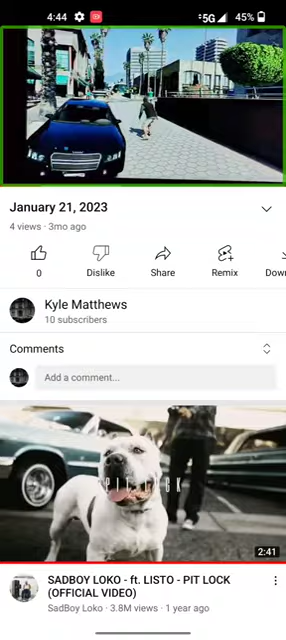 4:44
5G
45%
January 21, 2023
4 views · 3mo ago
0
Dislike
Share
Remix
Down
Kyle Matthews
10 subscribers
Comments
Add a comment...
PIT LOCK
2:41
SADBOY LOKO - ft. LISTO - PIT LOCK
(OFFICIAL VIDEO)
SadBoy Loko · 3.8M views · 1 year ago